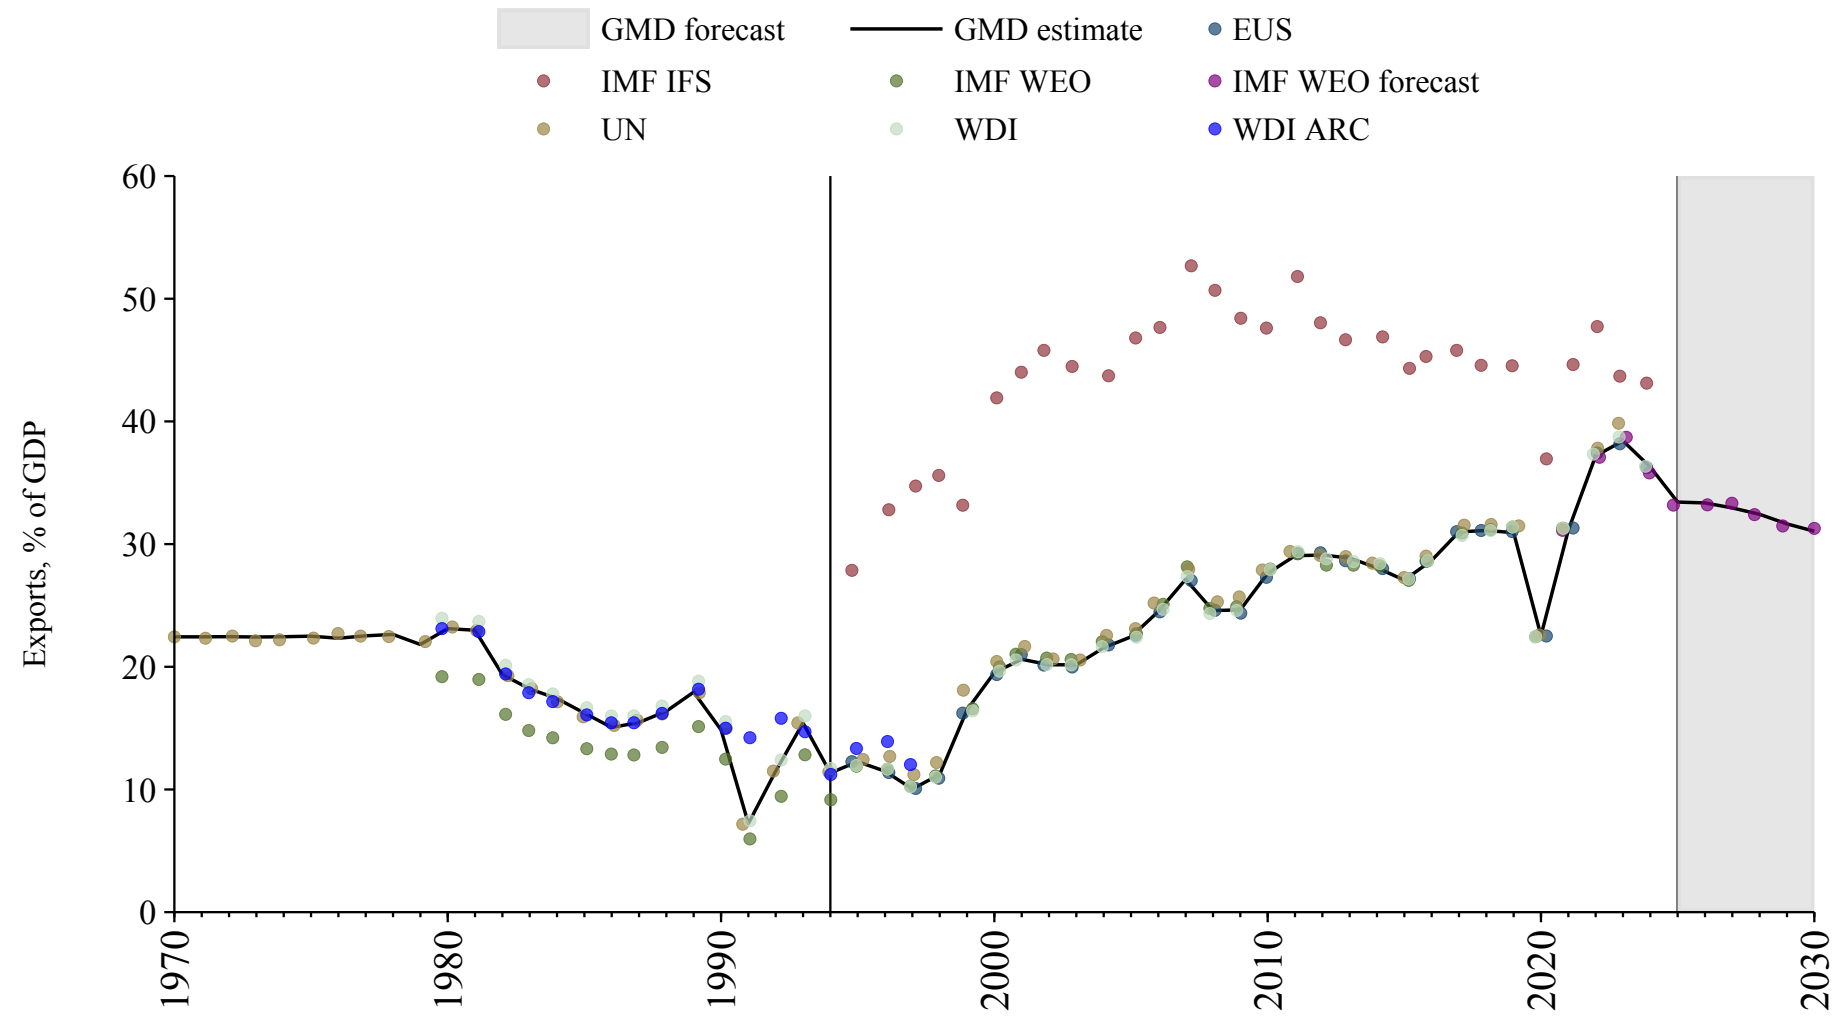 GMD forecast GMD estimate EUS
IMF IFS IMF WEO IMF WEO forecast
UN WDI WDI ARC
Exports, % of GDP
60
50
40
30
20
10
0
1970 1980 1990 2000 2010 2020 2030